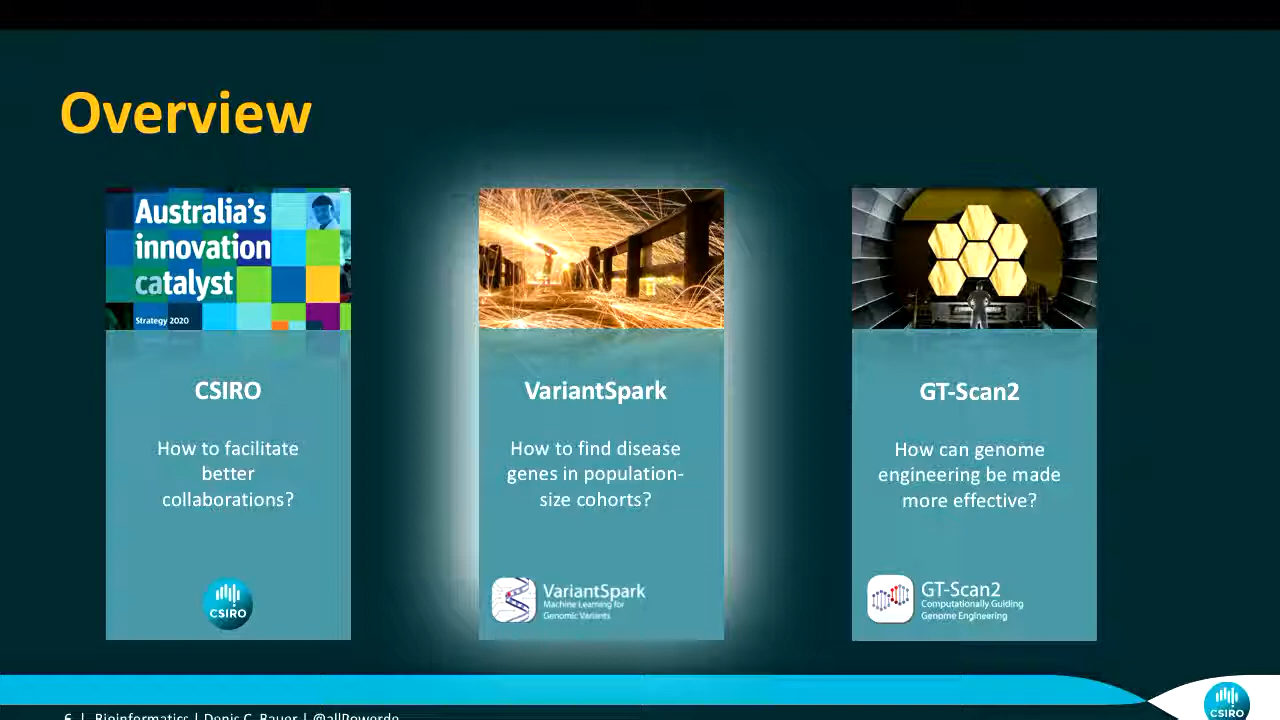 Overview
Australia's
innovation
catalyst
Strategy 2020
CSIRO
How to facilitate
better
collaborations?
CSIRO
VariantSpark
How to find disease
genes in population-
size cohorts?
VariantSpark
Machine Learning for
Genomic Variants
GT-Scan2
How can genome
engineering be made
more effective?
GT-Scan2
Computationally Guiding
Genome Engineering
6 | Bioinformatics | Denis C. Bauer | @allPowerde
CSIRO